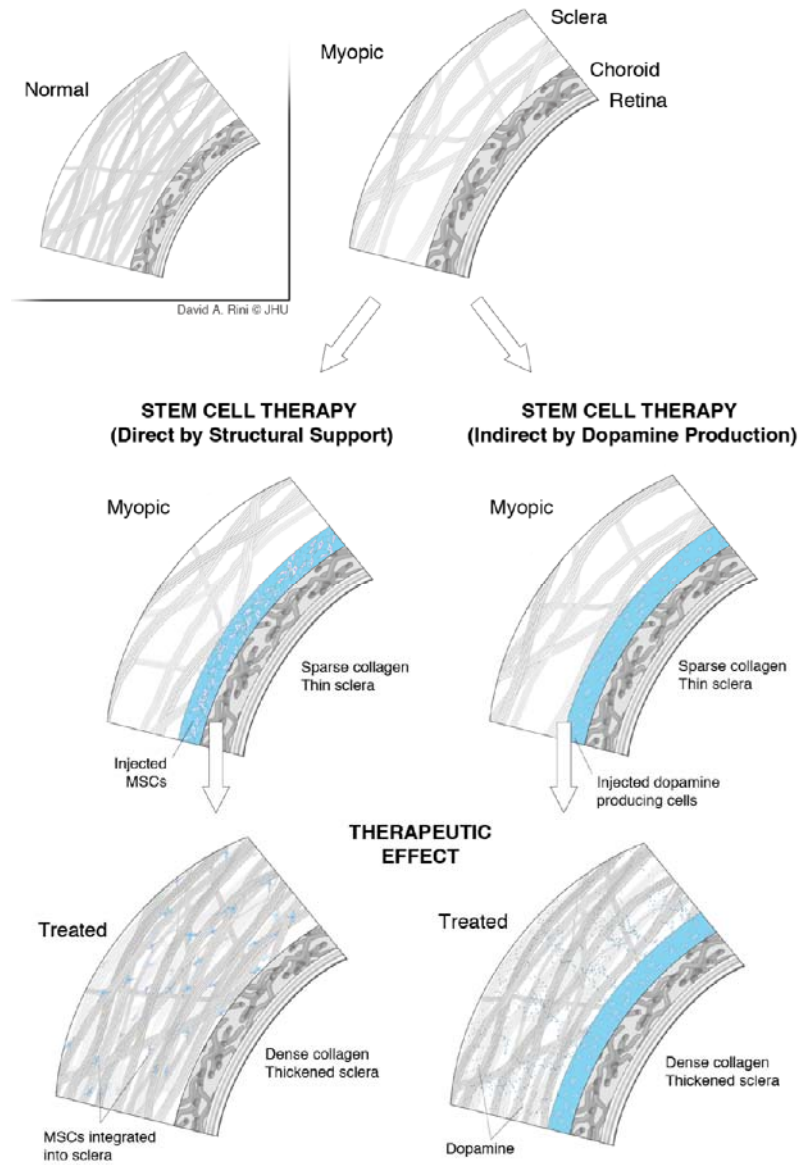 Normal
Myopic
Sclera
Choroid
Retina
David A. Rini © JHU
STEM CELL THERAPY
(Direct by Structural Support)
STEM CELL THERAPY
(Indirect by Dopamine Production)
Myopic
Sparse collagen
Thin sclera
Injected
MSCs
Myopic
Sparse collagen
Thin sclera
Injected dopamine
producing cells
THERAPEUTIC
EFFECT
Treated
Dense collagen
Thickened sclera
MSCs integrated
into sclera
Treated
Dense collagen
Thickened sclera
Dopamine